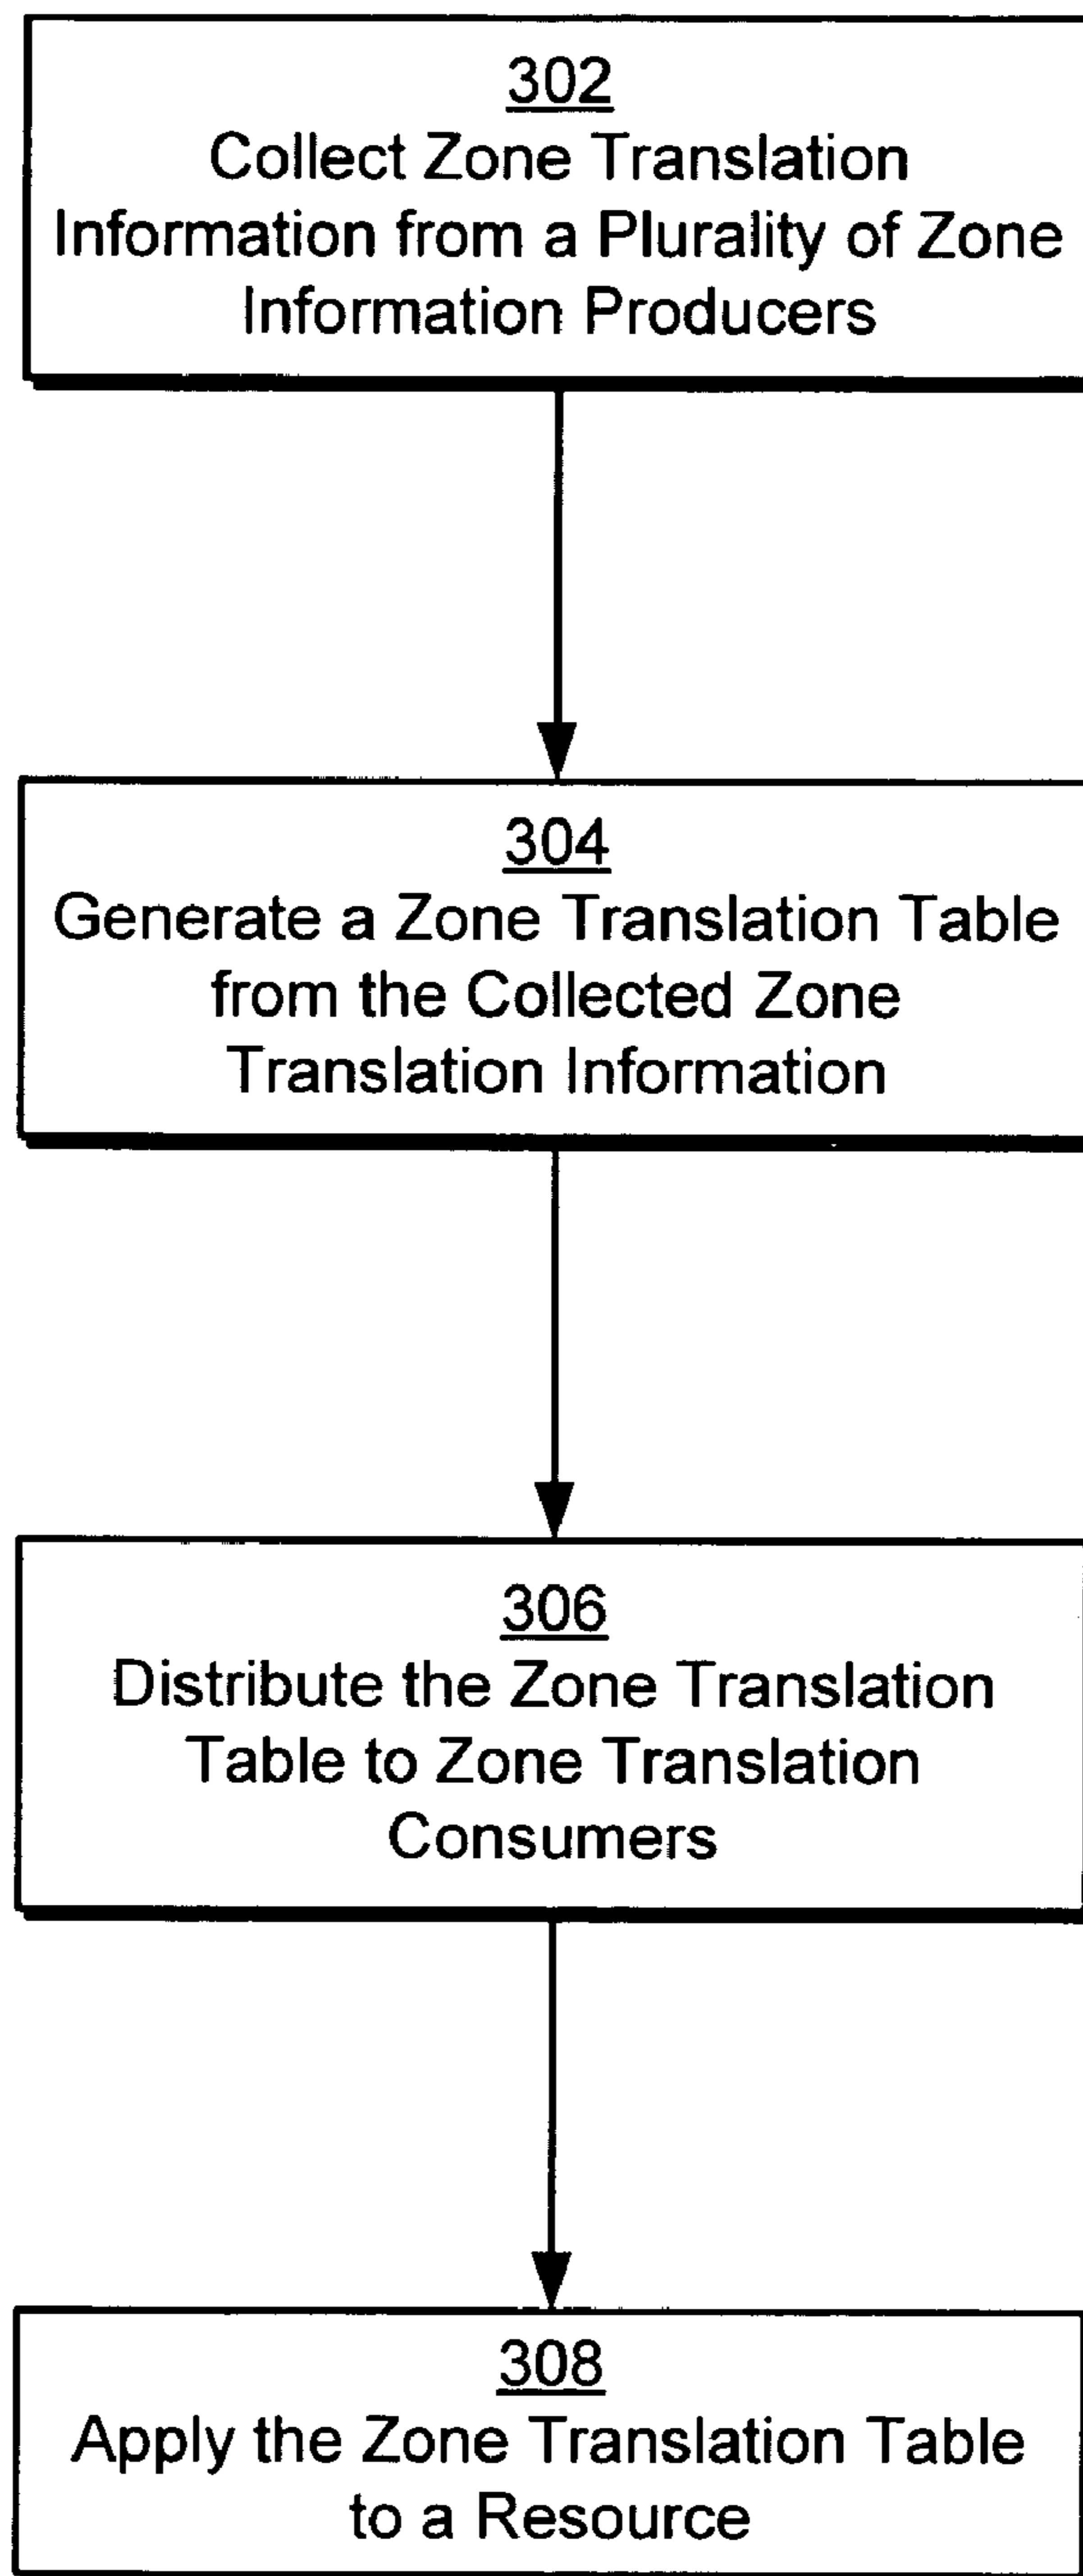 302
Collect Zone Translation
Information from a Plurality of Zone
Information Producers
304
Generate a Zone Translation Table
from the Collected Zone
Translation Information
306
Distribute the Zone Translation
Table to Zone Translation
Consumers
308
Apply the Zone Translation Table
to a Resource